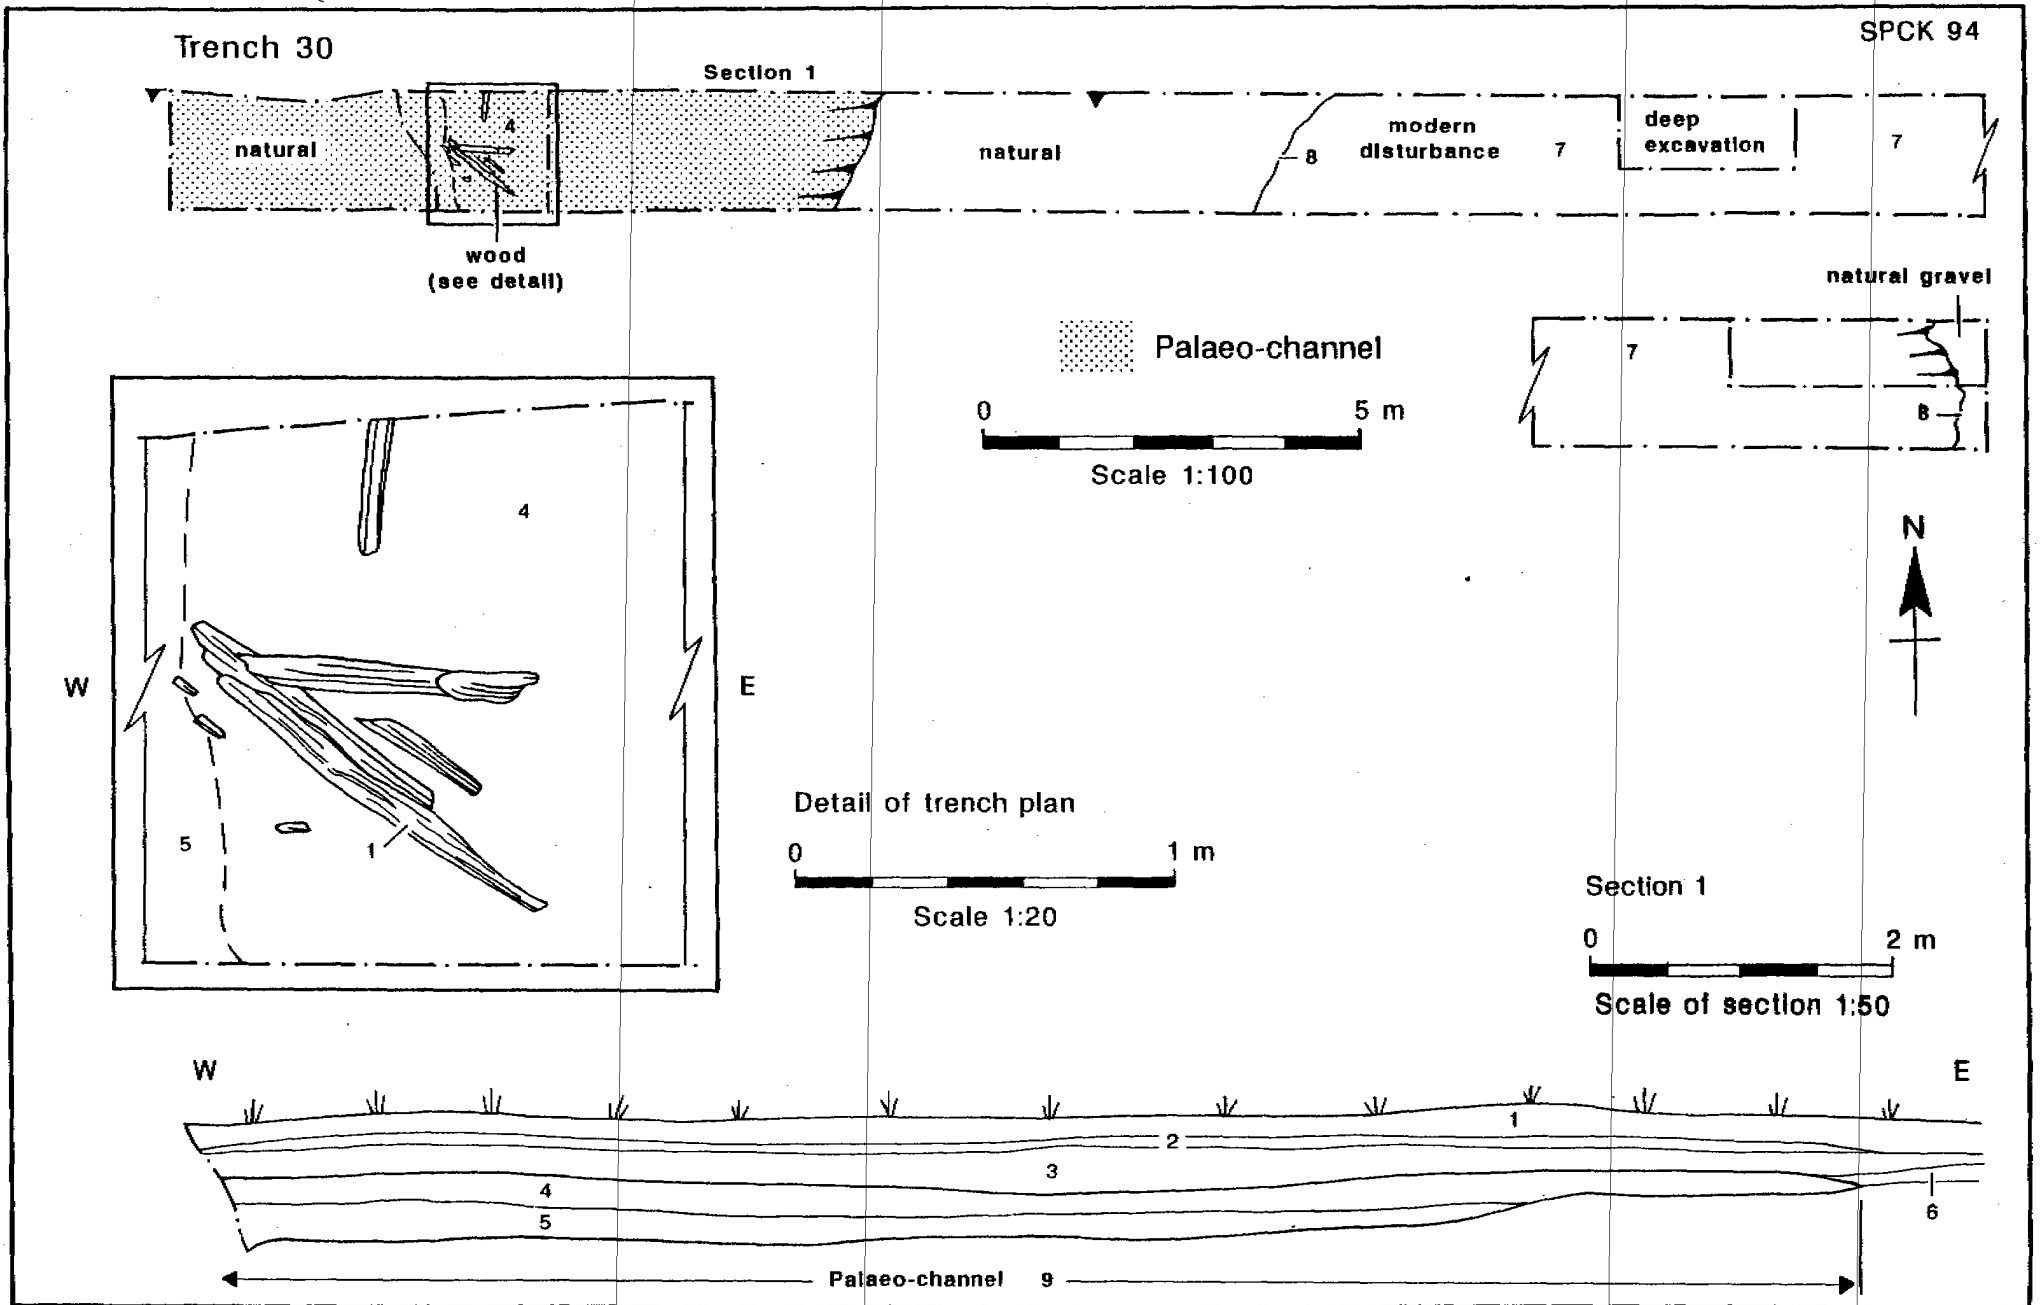 Trench 30
SPCK 94
Section 1
natural
4
natural
8
modern
disturbance
7
deep
excavation
7
wood
(see detail)
natural gravel
Palaeo-channel
7
8
0 5 m
Scale 1:100
N
4
W
E
5
1
Detail of trench plan
0 1 m
Scale 1:20
Section 1
0 2 m
Scale of section 1:50
W
E
1
2
3
4
5
6
Palaeo-channel 9